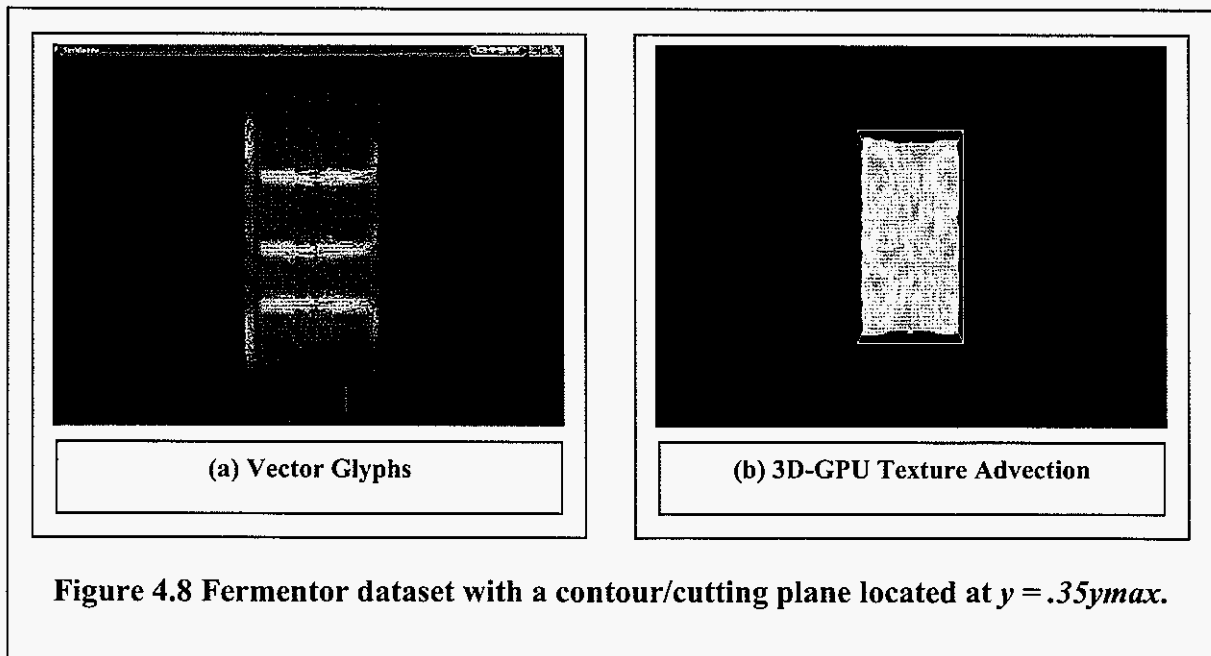 (a) Vector Glyphs
(b) 3D-GPU Texture Advection
Figure 4.8 Fermentor dataset with a contour/cutting plane located at y = .35ymax.